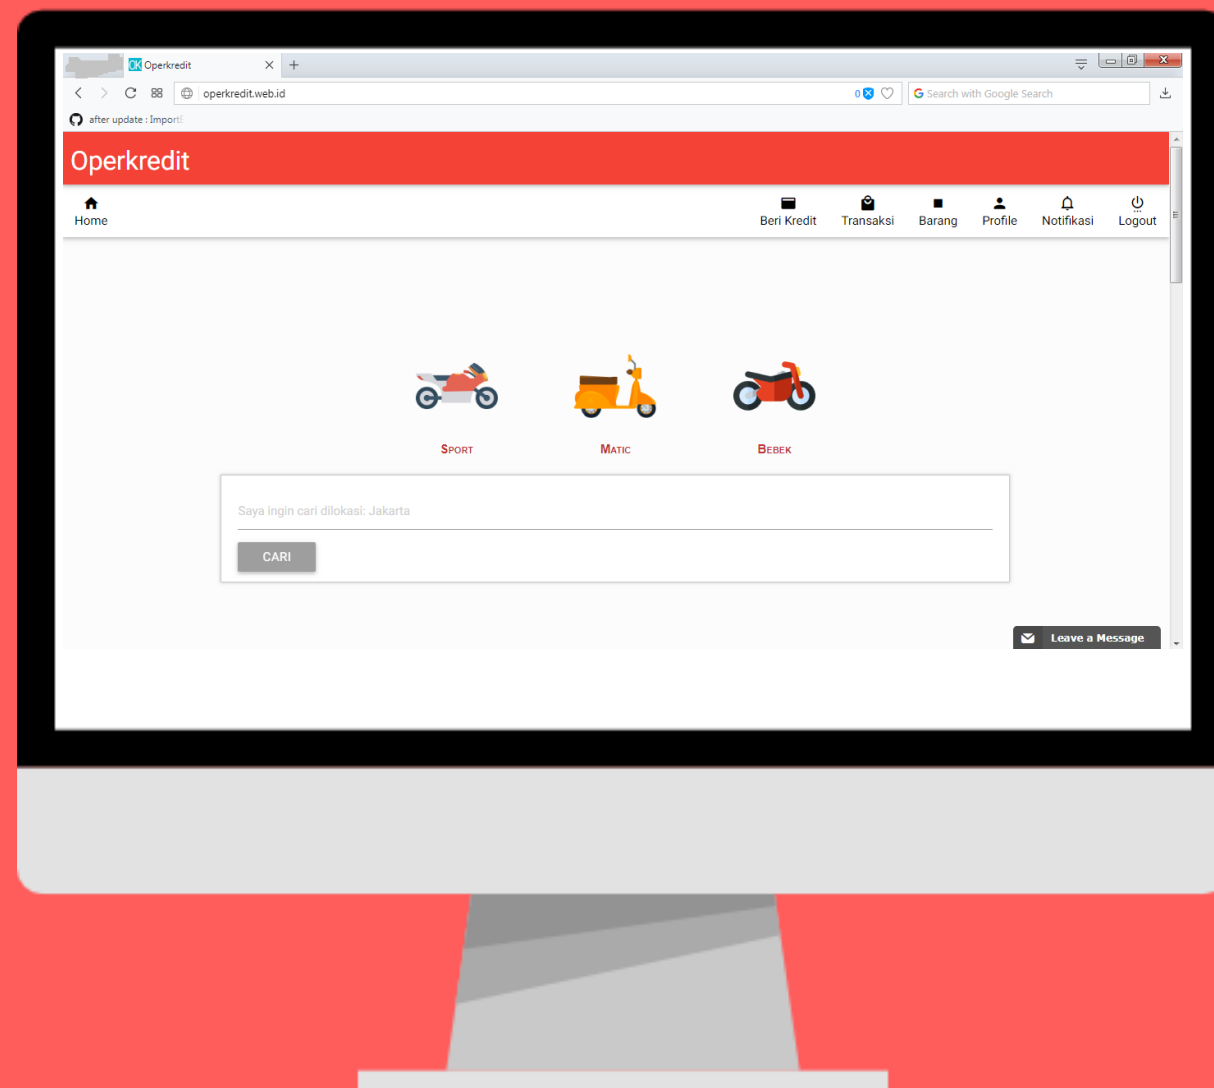 OK Operkredit
operkredit.web.id
0
G Search with Google Search
after update : Import
Operkredit
Home
Beri Kredit
Transaksi
Barang
Profile
Notifikasi
Logout
Sport
Matic
Bebek
Saya ingin cari dilokasi: Jakarta
CARI
Leave a Message